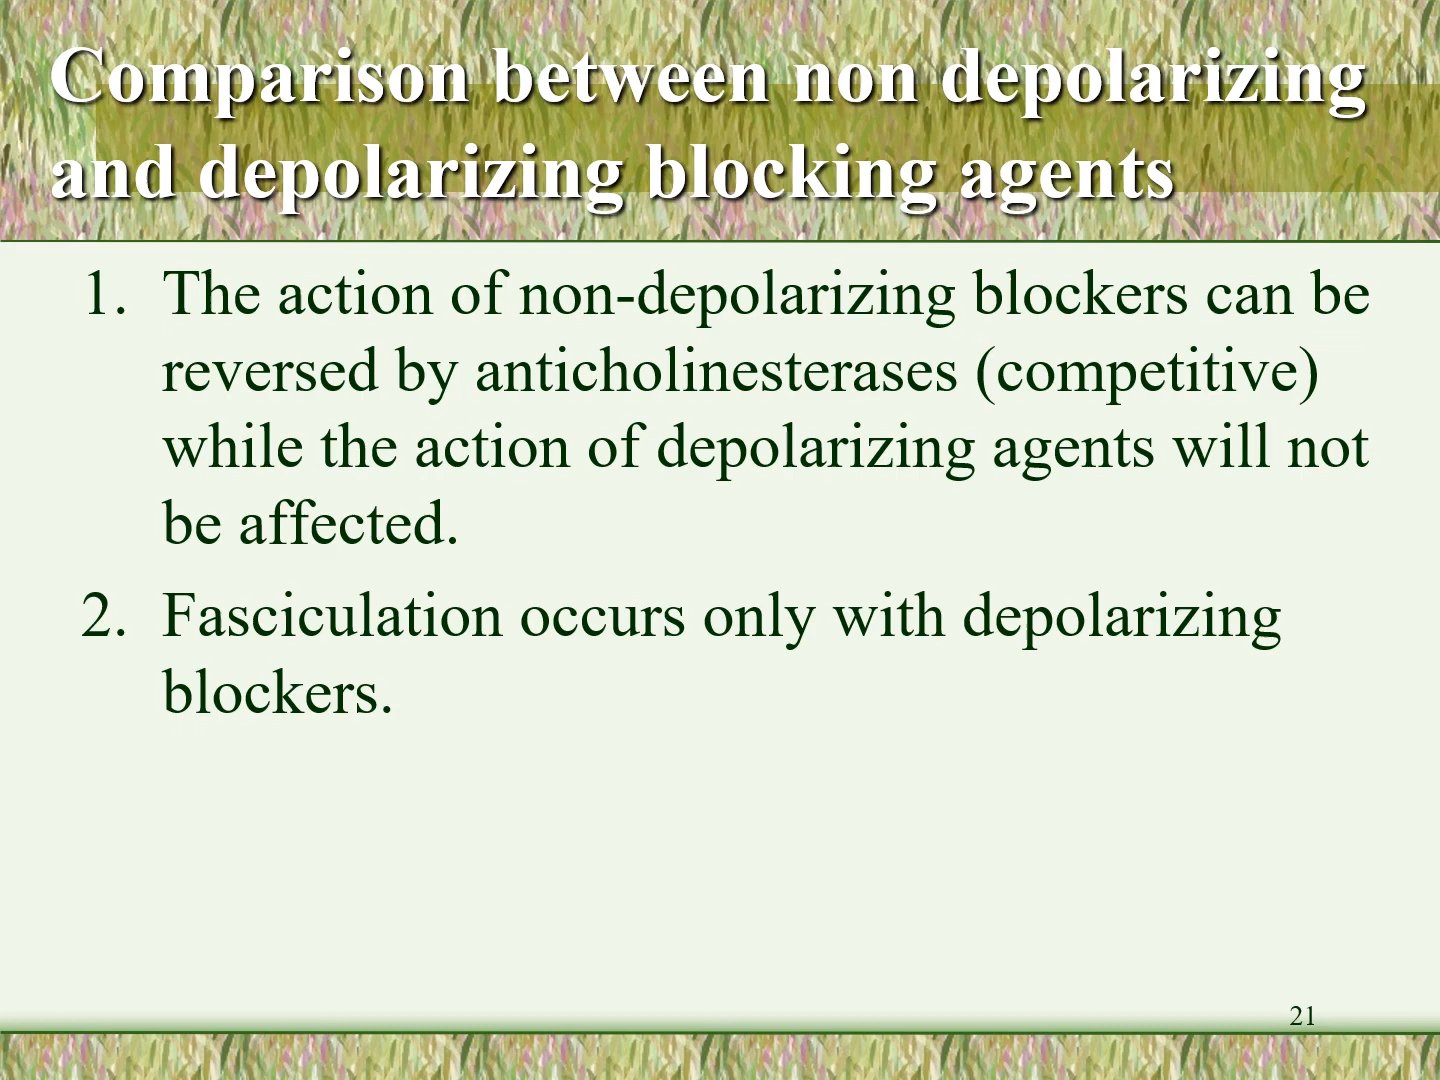 Comparison between non depolarizing
and depolarizing blocking agents
1. The action of non-depolarizing blockers can be
reversed by anticholinesterases (competitive)
while the action of depolarizing agents will not
be affected.
2. Fasciculation occurs only with depolarizing
blockers.
21